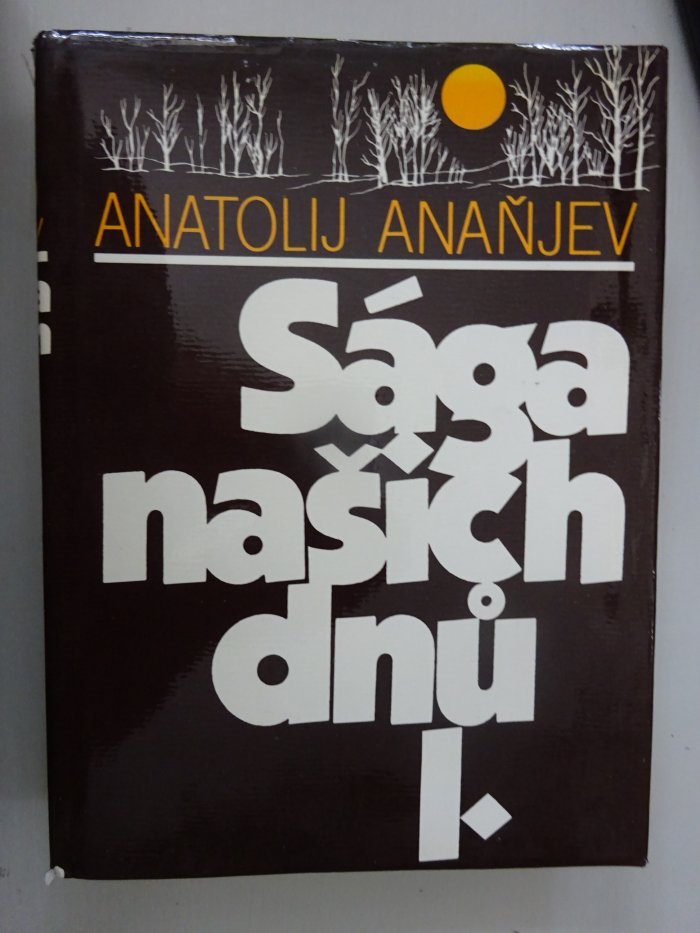 ANATOLIJ ANAŇJEV
Sága
našich
dnů
I.